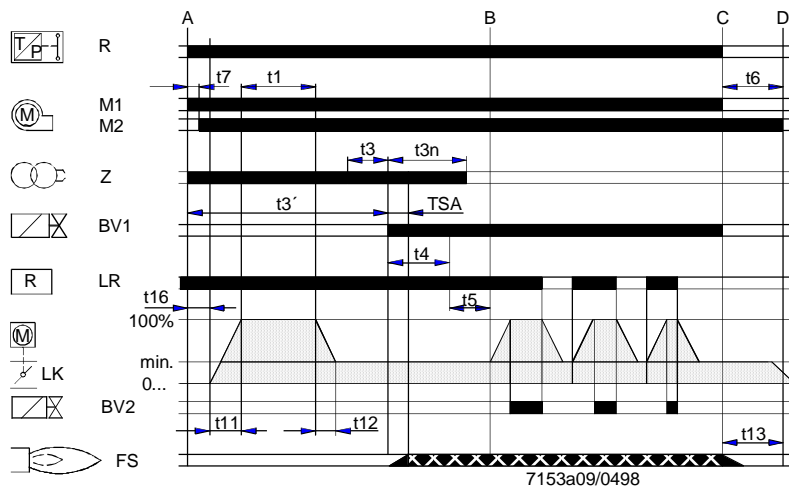 A B C D
T P R
t7 t1 t6
M M1
M2
t3 t3n
Z
t3´ TSA
BV1
t4
R LR
t16 t5
100%
M
min.
LK
0...
BV2
t11 t12
t13
FS
7153a09/0498